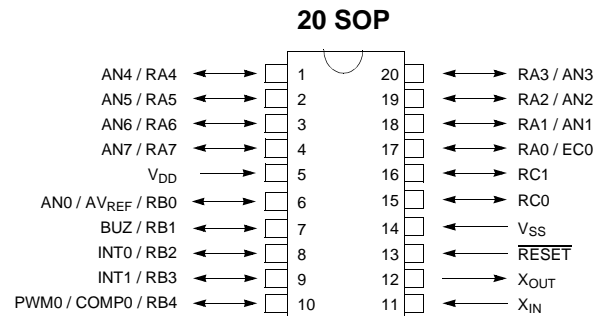 20 SOP
AN4 / RA4 1 20 RA3 / AN3
AN5 / RA5 2 19 RA2 / AN2
AN6 / RA6 3 18 RA1 / AN1
AN7 / RA7 4 17 RA0 / EC0
VDD 5 16 RC1
AN0 / AVREF / RB0 6 15 RC0
BUZ / RB1 7 14 VSS
INT0 / RB2 8 13 RESET
INT1 / RB3 9 12 XOUT
PWM0 / COMP0 / RB4 10 11 XIN